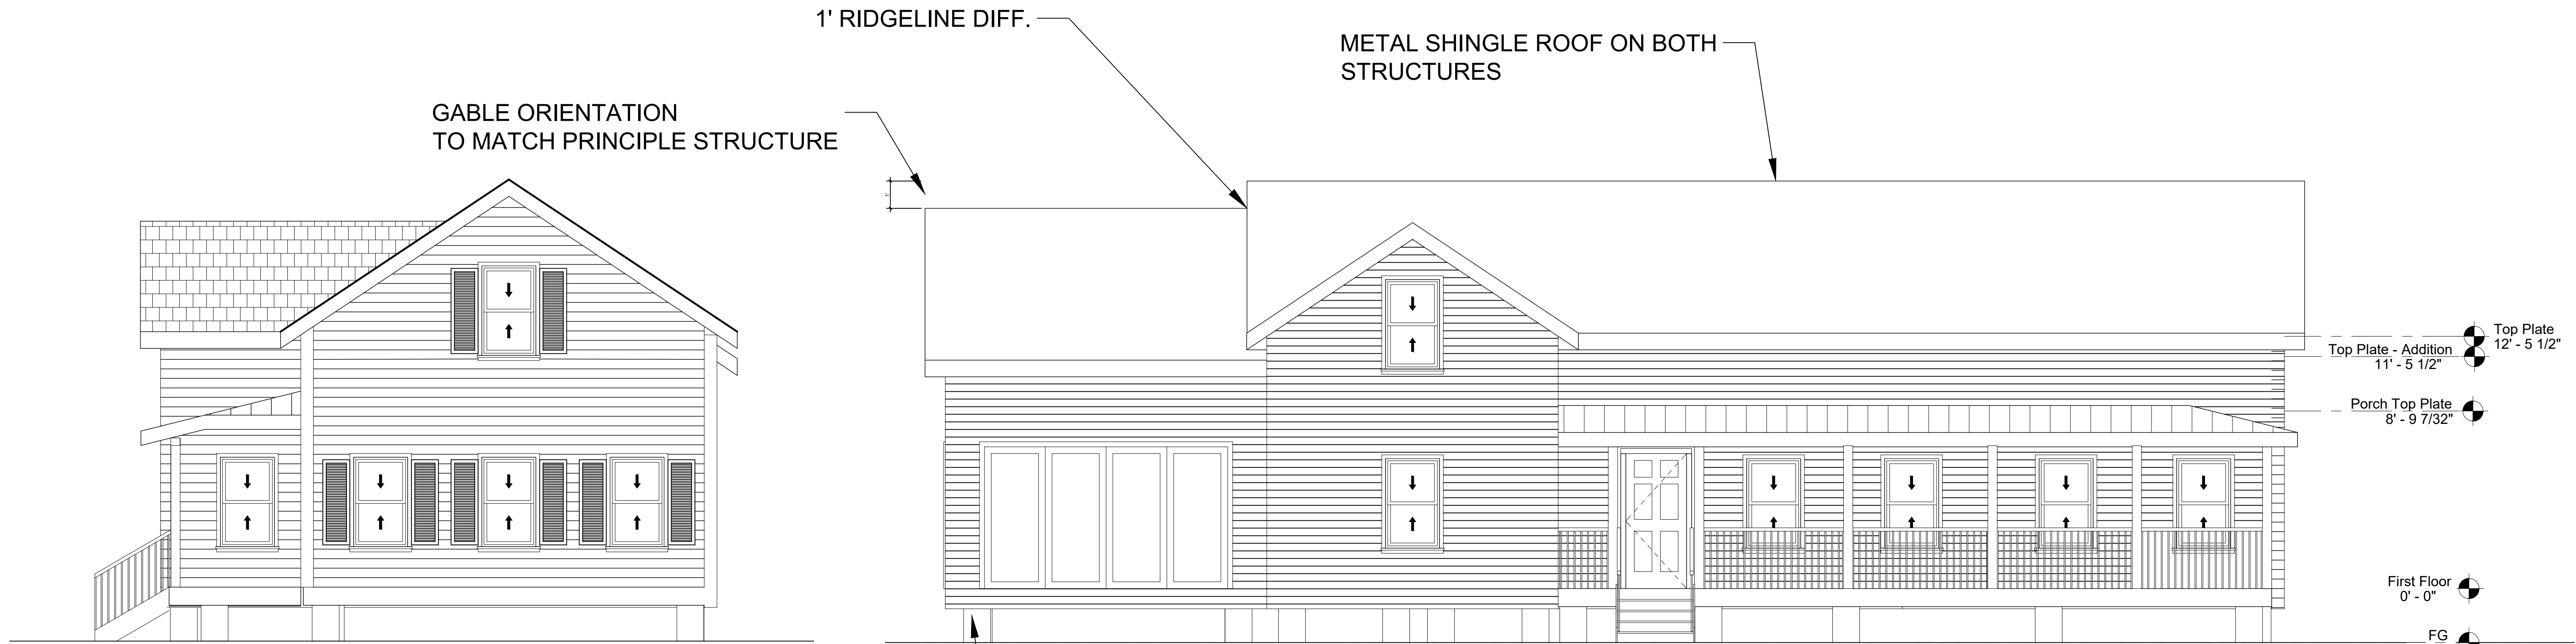 1' RIDGELINE DIFF.
METAL SHINGLE ROOF ON BOTH
STRUCTURES
GABLE ORIENTATION
TO MATCH PRINCIPLE STRUCTURE
1'
Top Plate
12' - 5 1/2"
Top Plate - Addition
11' - 5 1/2"
Porch Top Plate
8' - 9 7/32"
First Floor
0' - 0"
FG